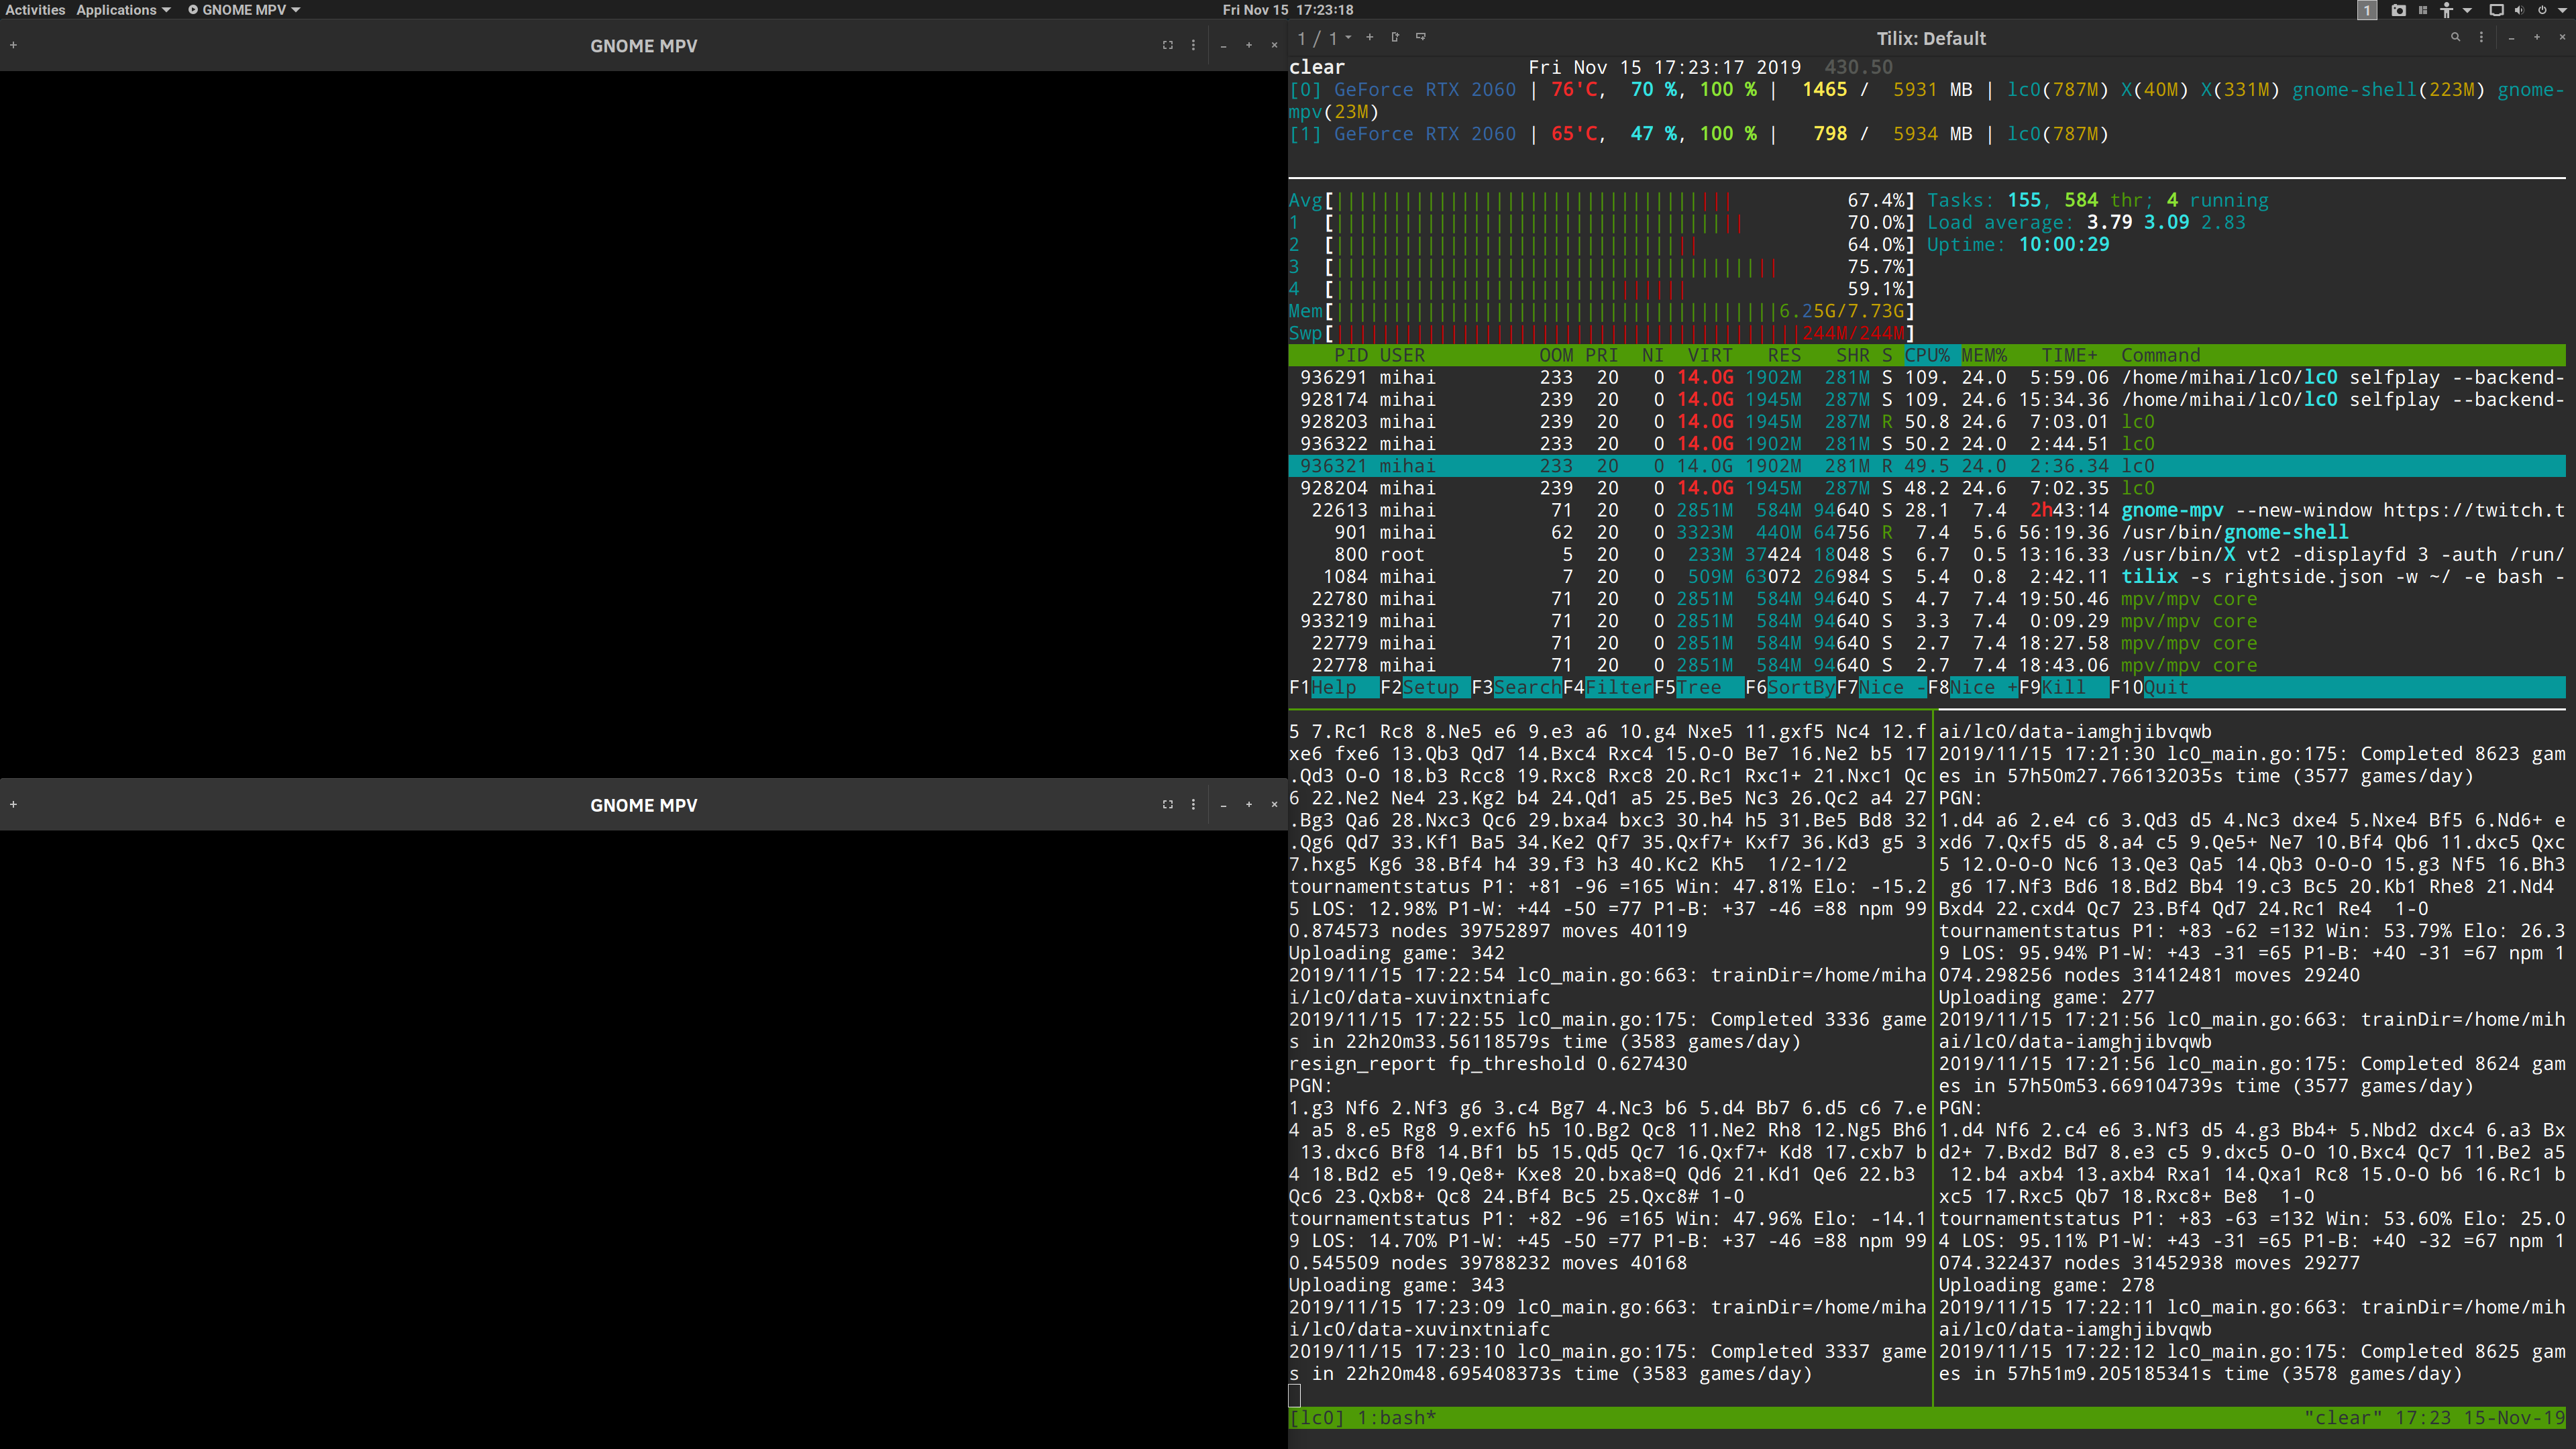 Activities Applications GNOME MPV Fri Nov 15 17:23:18 1
GNOME MPV
GNOME MPV
1 / 1 Tilix: Default
clear Fri Nov 15 17:23:17 2019 430.50
[0] GeForce RTX 2060 | 76'C, 70 %, 100 % | 1465 / 5931 MB | lc0(787M) X(40M) X(331M) gnome-shell(223M) gnome-
mpv(23M)
[1] GeForce RTX 2060 | 65'C, 47 %, 100 % | 798 / 5934 MB | lc0(787M)
Avg[ 67.4%] Tasks: 155, 584 thr; 4 running
1 [ 70.0%] Load average: 3.79 3.09 2.83
2 [ 64.0%] Uptime: 10:00:29
3 [ 75.7%]
4 [ 59.1%]
Mem[ 6.25G/7.73G]
Swp[ 244M/244M]
PID USER OOM PRI NI VIRT RES SHR S CPU% MEM% TIME+ Command
936291 mihai 233 20 0 14.0G 1902M 281M S 109. 24.0 5:59.06 /home/mihai/lc0/lc0 selfplay --backend-
928174 mihai 239 20 0 14.0G 1945M 287M S 109. 24.6 15:34.36 /home/mihai/lc0/lc0 selfplay --backend-
928203 mihai 239 20 0 14.0G 1945M 287M R 50.8 24.6 7:03.01 lc0
936322 mihai 233 20 0 14.0G 1902M 281M S 50.2 24.0 2:44.51 lc0
936321 mihai 233 20 0 14.0G 1902M 281M R 49.5 24.0 2:36.34 lc0
928204 mihai 239 20 0 14.0G 1945M 287M S 48.2 24.6 7:02.35 lc0
22613 mihai 71 20 0 2851M 584M 94640 S 28.1 7.4 2h43:14 gnome-mpv --new-window https://twitch.t
901 mihai 62 20 0 3323M 440M 64756 R 7.4 5.6 56:19.36 /usr/bin/gnome-shell
800 root 5 20 0 233M 37424 18048 S 6.7 0.5 13:16.33 /usr/bin/X vt2 -displayfd 3 -auth /run/
1084 mihai 7 20 0 509M 63072 26984 S 5.4 0.8 2:42.11 tilix -s rightside.json -w ~/ -e bash -
22780 mihai 71 20 0 2851M 584M 94640 S 4.7 7.4 19:50.46 mpv/mpv core
933219 mihai 71 20 0 2851M 584M 94640 S 3.3 7.4 0:09.29 mpv/mpv core
22779 mihai 71 20 0 2851M 584M 94640 S 2.7 7.4 18:27.58 mpv/mpv core
22778 mihai 71 20 0 2851M 584M 94640 S 2.7 7.4 18:43.06 mpv/mpv core
F1Help F2Setup F3SearchF4FilterF5Tree F6SortByF7Nice -F8Nice +F9Kill F10Quit
5 7.Rc1 Rc8 8.Ne5 e6 9.e3 a6 10.g4 Nxe5 11.gxf5 Nc4 12.f
xe6 fxe6 13.Qb3 Qd7 14.Bxc4 Rxc4 15.O-O Be7 16.Ne2 b5 17
.Qd3 O-O 18.b3 Rcc8 19.Rxc8 Rxc8 20.Rc1 Rxc1+ 21.Nxc1 Qc
6 22.Ne2 Ne4 23.Kg2 b4 24.Qd1 a5 25.Be5 Nc3 26.Qc2 a4 27
.Bg3 Qa6 28.Nxc3 Qc6 29.bxa4 bxc3 30.h4 h5 31.Be5 Bd8 32
.Qg6 Qd7 33.Kf1 Ba5 34.Ke2 Qf7 35.Qxf7+ Kxf7 36.Kd3 g5 3
7.hxg5 Kg6 38.Bf4 h4 39.f3 h3 40.Kc2 Kh5 1/2-1/2
tournamentstatus P1: +81 -96 =165 Win: 47.81% Elo: -15.2
5 LOS: 12.98% P1-W: +44 -50 =77 P1-B: +37 -46 =88 npm 99
0.874573 nodes 39752897 moves 40119
Uploading game: 342
2019/11/15 17:22:54 lc0_main.go:663: trainDir=/home/miha
i/lc0/data-xuvinxtniafc
2019/11/15 17:22:55 lc0_main.go:175: Completed 3336 game
s in 22h20m33.56118579s time (3583 games/day)
resign_report fp_threshold 0.627430
PGN:
1.g3 Nf6 2.Nf3 g6 3.c4 Bg7 4.Nc3 b6 5.d4 Bb7 6.d5 c6 7.e
4 a5 8.e5 Rg8 9.exf6 h5 10.Bg2 Qc8 11.Ne2 Rh8 12.Ng5 Bh6
13.dxc6 Bf8 14.Bf1 b5 15.Qd5 Qc7 16.Qxf7+ Kd8 17.cxb7 b
4 18.Bd2 e5 19.Qe8+ Kxe8 20.bxa8=Q Qd6 21.Kd1 Qe6 22.b3
Qc6 23.Qxb8+ Qc8 24.Bf4 Bc5 25.Qxc8# 1-0
tournamentstatus P1: +82 -96 =165 Win: 47.96% Elo: -14.1
9 LOS: 14.70% P1-W: +45 -50 =77 P1-B: +37 -46 =88 npm 99
0.545509 nodes 39788232 moves 40168
Uploading game: 343
2019/11/15 17:23:09 lc0_main.go:663: trainDir=/home/miha
i/lc0/data-xuvinxtniafc
2019/11/15 17:23:10 lc0_main.go:175: Completed 3337 game
s in 22h20m48.695408373s time (3583 games/day)
ai/lc0/data-iamghjibvqwb
2019/11/15 17:21:30 lc0_main.go:175: Completed 8623 gam
es in 57h50m27.766132035s time (3577 games/day)
PGN:
1.d4 a6 2.e4 c6 3.Qd3 d5 4.Nc3 dxe4 5.Nxe4 Bf5 6.Nd6+ e
xd6 7.Qxf5 d5 8.a4 c5 9.Qe5+ Ne7 10.Bf4 Qb6 11.dxc5 Qxc
5 12.O-O-O Nc6 13.Qe3 Qa5 14.Qb3 O-O-O 15.g3 Nf5 16.Bh3
g6 17.Nf3 Bd6 18.Bd2 Bb4 19.c3 Bc5 20.Kb1 Rhe8 21.Nd4
Bxd4 22.cxd4 Qc7 23.Bf4 Qd7 24.Rc1 Re4 1-0
tournamentstatus P1: +83 -62 =132 Win: 53.79% Elo: 26.3
9 LOS: 95.94% P1-W: +43 -31 =65 P1-B: +40 -31 =67 npm 1
074.298256 nodes 31412481 moves 29240
Uploading game: 277
2019/11/15 17:21:56 lc0_main.go:663: trainDir=/home/mih
ai/lc0/data-iamghjibvqwb
2019/11/15 17:21:56 lc0_main.go:175: Completed 8624 gam
es in 57h50m53.669104739s time (3577 games/day)
PGN:
1.d4 Nf6 2.c4 e6 3.Nf3 d5 4.g3 Bb4+ 5.Nbd2 dxc4 6.a3 Bx
d2+ 7.Bxd2 Bd7 8.e3 c5 9.dxc5 O-O 10.Bxc4 Qc7 11.Be2 a5
12.b4 axb4 13.axb4 Rxa1 14.Qxa1 Rc8 15.O-O b6 16.Rc1 b
xc5 17.Rxc5 Qb7 18.Rxc8+ Be8 1-0
tournamentstatus P1: +83 -63 =132 Win: 53.60% Elo: 25.0
4 LOS: 95.11% P1-W: +43 -31 =65 P1-B: +40 -32 =67 npm 1
074.322437 nodes 31452938 moves 29277
Uploading game: 278
2019/11/15 17:22:11 lc0_main.go:663: trainDir=/home/mih
ai/lc0/data-iamghjibvqwb
2019/11/15 17:22:12 lc0_main.go:175: Completed 8625 gam
es in 57h51m9.205185341s time (3578 games/day)
[lc0] 1:bash* "clear" 17:23 15-Nov-19